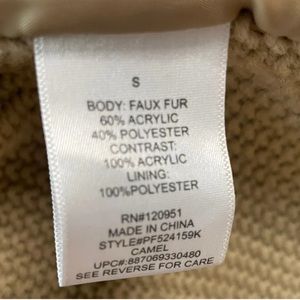 S
BODY: FAUX FUR
60% ACRYLIC
40% POLYESTER
CONTRAST:
100% ACRYLIC
LINING:
100%POLYESTER
RN#120951
MADE IN CHINA
STYLE#PF524159K
CAMEL
UPC#:887069330480
SEE REVERSE FOR CARE